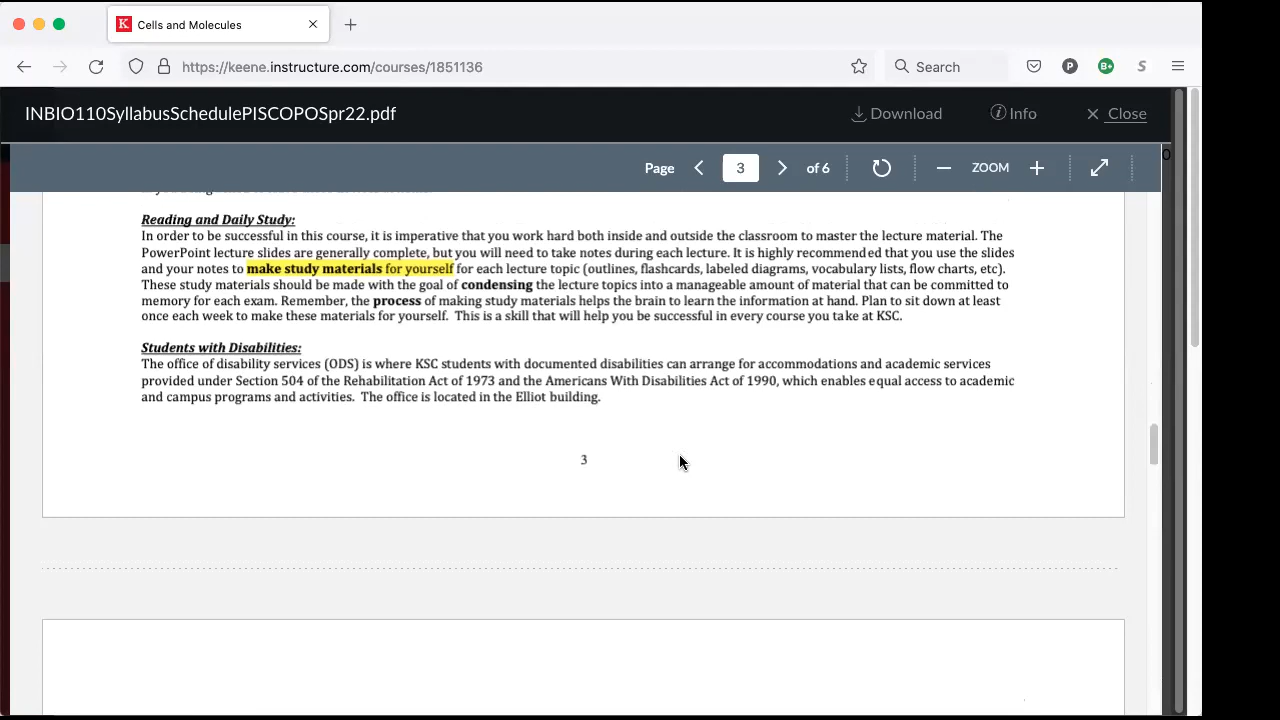 Cells and Molecules
https://keene.instructure.com/courses/1851136
Search
INBIO110SyllabusSchedulePISCOPOSpr22.pdf
Download
Info
Close
Page
3
of 6
ZOOM
Reading and Daily Study:
In order to be successful in this course, it is imperative that you work hard both inside and outside the classroom to master the lecture material. The
PowerPoint lecture slides are generally complete, but you will need to take notes during each lecture. It is highly recommended that you use the slides
and your notes to make study materials for yourself for each lecture topic (outlines, flashcards, labeled diagrams, vocabulary lists, flow charts, etc).
These study materials should be made with the goal of condensing the lecture topics into a manageable amount of material that can be committed to
memory for each exam. Remember, the process of making study materials helps the brain to learn the information at hand. Plan to sit down at least
once each week to make these materials for yourself. This is a skill that will help you be successful in every course you take at KSC.
Students with Disabilities:
The office of disability services (ODS) is where KSC students with documented disabilities can arrange for accommodations and academic services
provided under Section 504 of the Rehabilitation Act of 1973 and the Americans With Disabilities Act of 1990, which enables equal access to academic
and campus programs and activities. The office is located in the Elliot building.
3